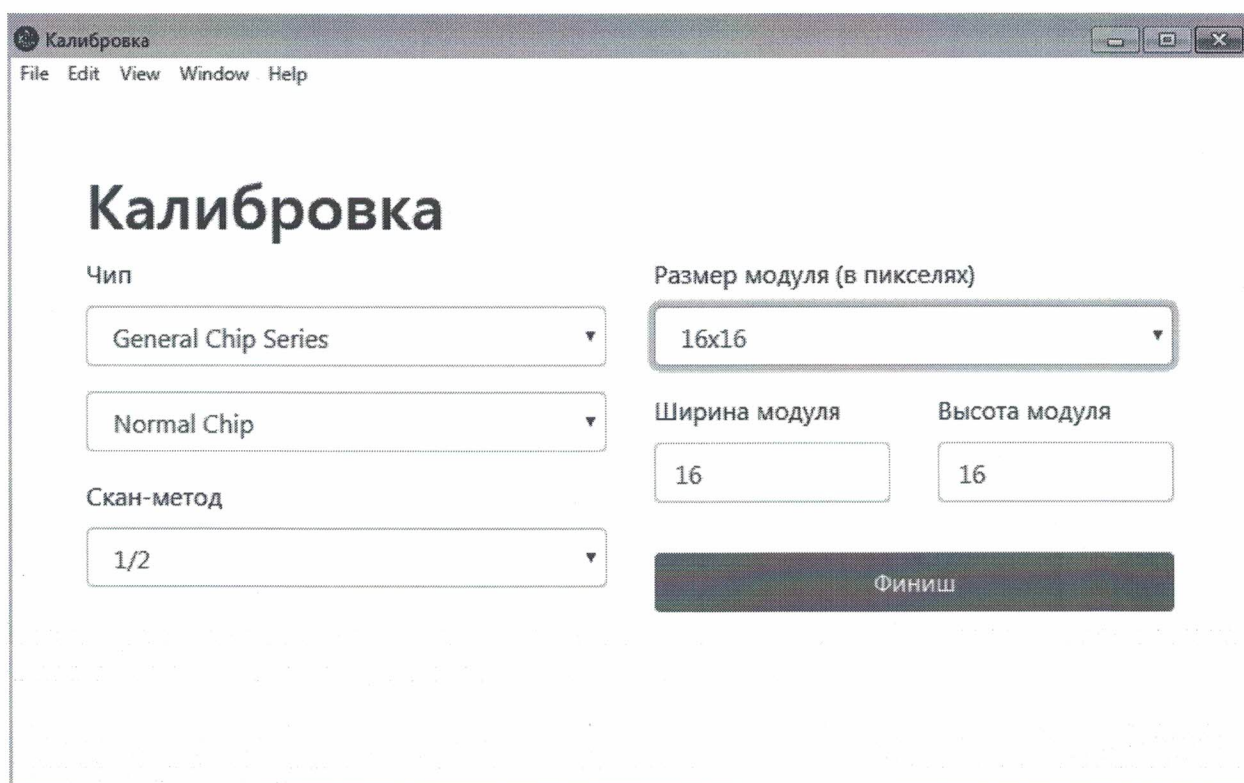 Калибровка
File Edit View Window Help
Калибровка
Чип
General Chip Series
Normal Chip
Скан-метод
1/2
Размер модуля (в пикселях)
16x16
Ширина модуля
16
Высота модуля
16
Финиш